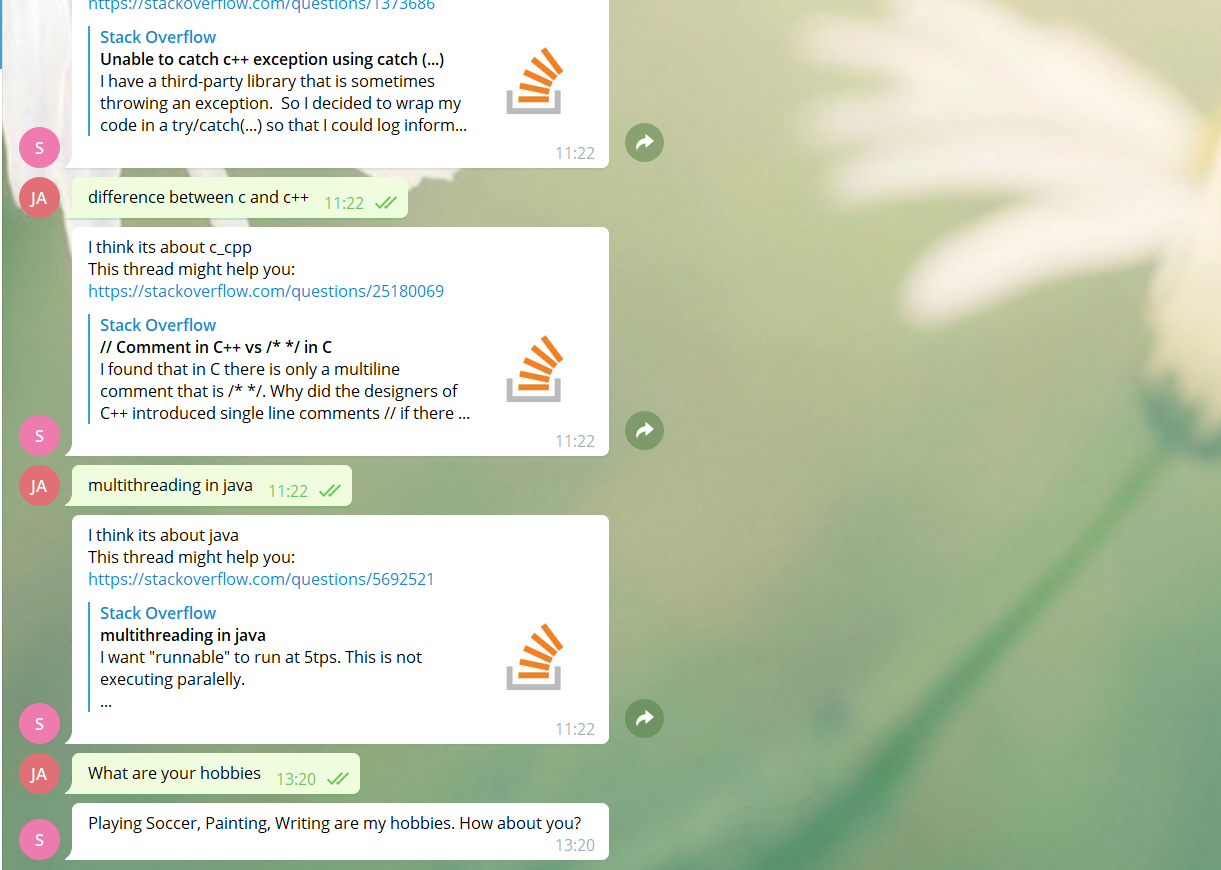 https://stackoverflow.com/questions/1373686
Stack Overflow
Unable to catch c++ exception using catch (...)
I have a third-party library that is sometimes
throwing an exception.  So I decided to wrap my
code in a try/catch(...) so that I could log inform...
S
11:22
JA
difference between c and c++ 11:22
I think its about c_cpp
This thread might help you:
https://stackoverflow.com/questions/25180069
Stack Overflow
// Comment in C++ vs /* */ in C
I found that in C there is only a multiline
comment that is /* */. Why did the designers of
C++ introduced single line comments // if there ...
S
11:22
JA
multithreading in java 11:22
I think its about java
This thread might help you:
https://stackoverflow.com/questions/5692521
Stack Overflow
multithreading in java
I want "runnable" to run at 5tps. This is not
executing paralelly.
...
S
11:22
JA
What are your hobbies 13:20
Playing Soccer, Painting, Writing are my hobbies. How about you?
S
13:20